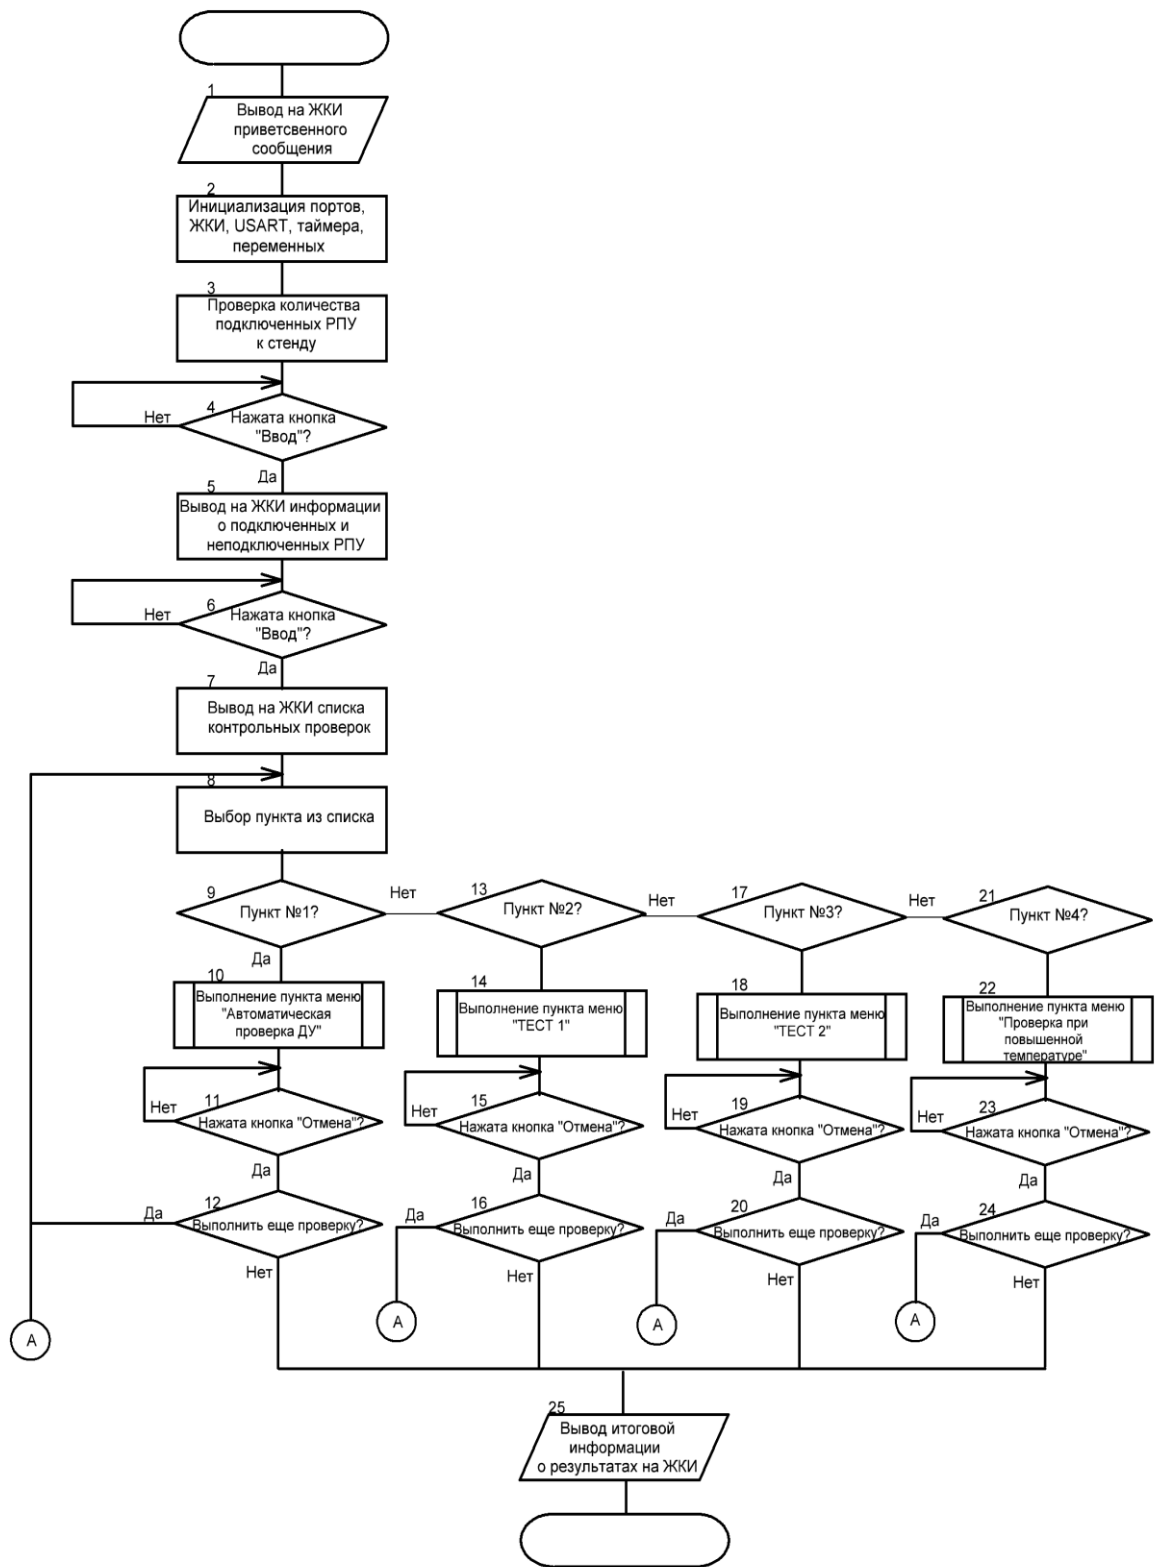 1
Вывод на ЖКИ
приветсвенного
сообщения
2
Инициализация портов,
ЖКИ, USART, таймера,
переменных
3
Проверка количества
подключенных РПУ
к стенду
4
Нет
Нажата кнопка
"Ввод"?
Да
5
Вывод на ЖКИ информации
о подключенных и
неподключенных РПУ
6
Нет
Нажата кнопка
"Ввод"?
Да
7
Вывод на ЖКИ списка
контрольных проверок
8
Выбор пункта из списка
9
Пункт №1?
Нет
Да
13
Пункт №2?
Нет
17
Пункт №3?
Нет
21
Пункт №4?
10
Выполнение пункта меню
"Автоматическая
проверка ДУ"
14
Выполнение пункта меню
"ТЕСТ 1"
18
Выполнение пункта меню
"ТЕСТ 2"
22
Выполнение пункта меню
"Проверка при
повышенной
температуре"
11
Нет
Нажата кнопка "Отмена"?
Да
15
Нет
Нажата кнопка "Отмена"?
Да
19
Нет
Нажата кнопка "Отмена"?
Да
23
Нет
Нажата кнопка "Отмена"?
Да
12
Да
Выполнить еще проверку?
Нет
16
Да
Выполнить еще проверку?
Нет
20
Да
Выполнить еще проверку?
Нет
24
Да
Выполнить еще проверку?
Нет
А
А
А
А
25
Вывод итоговой
информации
о результатах на ЖКИ